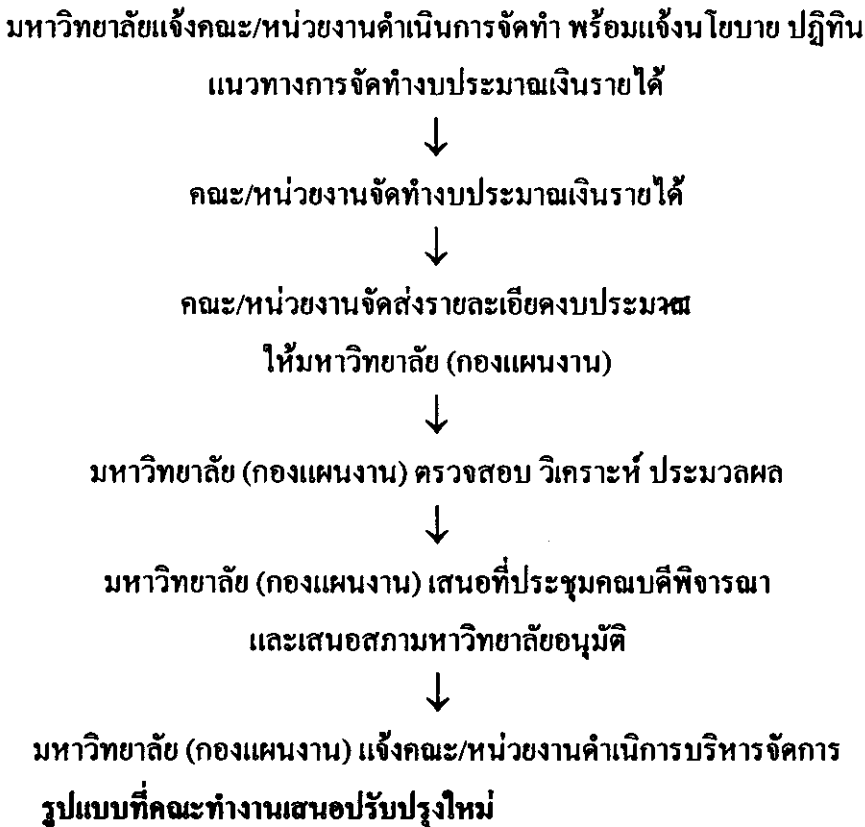 มหาวิทยาลัยแจ้งคณะ/หน่วยงานดำเนินการจัดทำ พร้อมแจ้งนโยบาย ปฏิทิน
แนวทางการจัดทำงบประมาณเงินรายได้
↓
คณะ/หน่วยงานจัดทำงบประมาณเงินรายได้
↓
คณะ/หน่วยงานจัดส่งรายละเอียดงบประมาณ
ให้มหาวิทยาลัย (กองแผนงาน)
↓
มหาวิทยาลัย (กองแผนงาน) ตรวจสอบ วิเคราะห์ ประมวลผล
↓
มหาวิทยาลัย (กองแผนงาน) เสนอที่ประชุมคณบดีพิจารณา
และเสนอสภามหาวิทยาลัยอนุมัติ
↓
มหาวิทยาลัย (กองแผนงาน) แจ้งคณะ/หน่วยงานดำเนิการบริหารจัดการ
รูปแบบที่คณะทำงานเสนอปรับปรุงใหม่